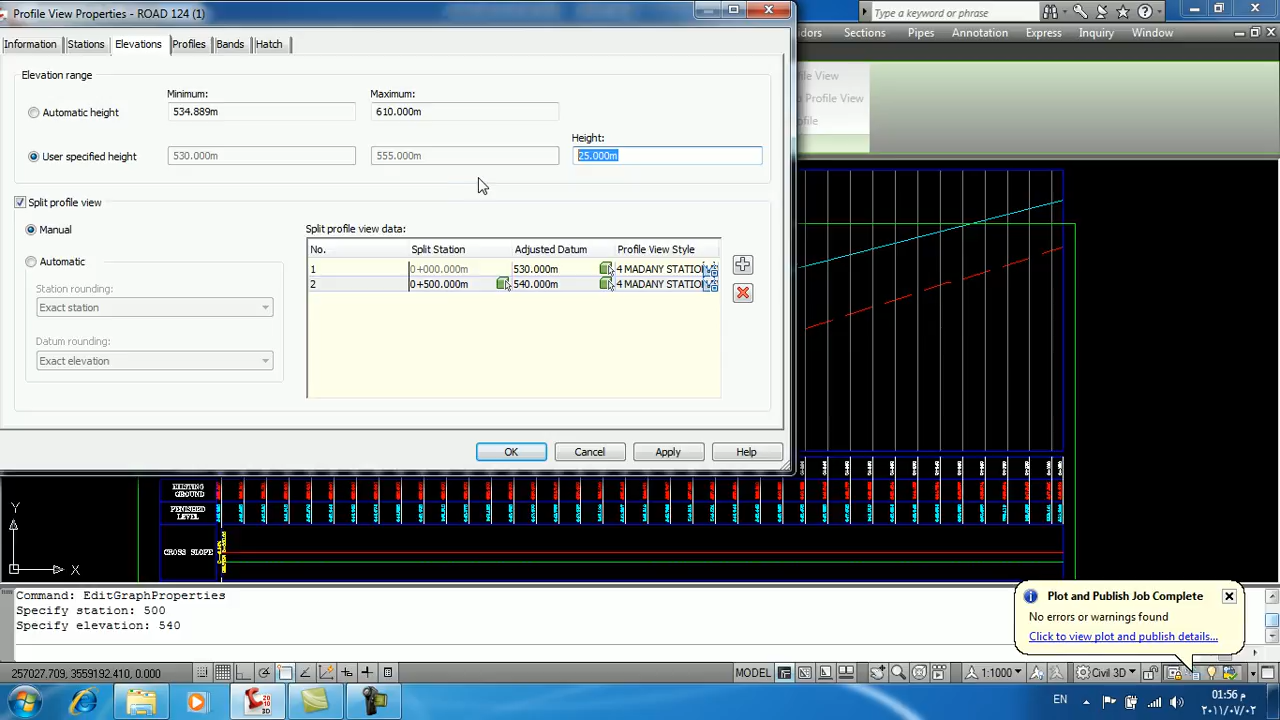 Profile View Properties - ROAD 124 (1)
Type a keyword or phrase
Sections Pipes Annotation Express Inquiry Window
Information Stations Elevations Profiles Bands Hatch
Elevation range
Minimum: Maximum:
Automatic height 534.889m 610.000m
Height:
User specified height 530.000m 555.000m 25.000m
Split profile view
Manual
Split profile view data:
No. Split Station Adjusted Datum Profile View Style
Automatic
1 0+000.000m 530.000m 4 MADANY STATION
2 0+500.000m 540.000m 4 MADANY STATION
Station rounding:
Exact station
Datum rounding:
Exact elevation
OK Cancel Apply Help
EXISTING
GROUND
FINISHED
LEVEL
CROSS SLOPE
Y
X
Command: EditGraphProperties
Specify station: 500
Specify elevation: 540
Plot and Publish Job Complete
No errors or warnings found
Click to view plot and publish details...
257027.709, 3559192.410, 0.000
MODEL
1:1000
Civil 3D
EN
01:56 م
٢٠١١/٠٧/٠٢